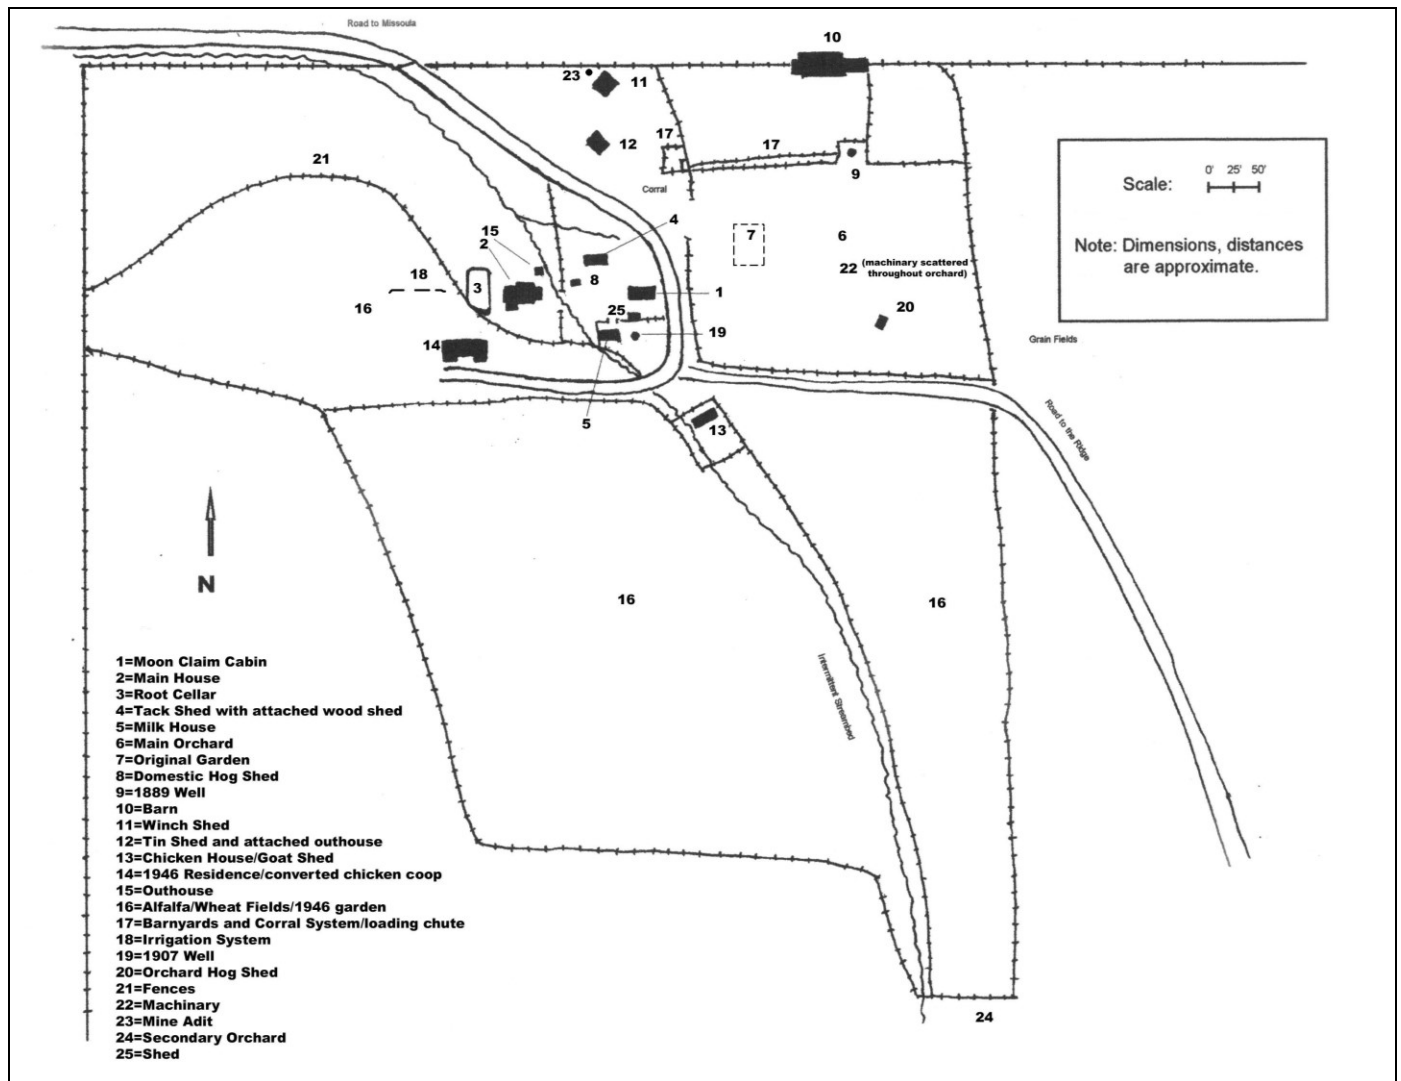 Road to Missoula
10
23
11
12
17
17
21
9
Corral
Scale:
0' 25' 50'
Note: Dimensions, distances
are approximate.
4
15
2
7
6
22 (machinary scattered
throughout orchard)
18
3
8
1
16
25
20
19
14
Grain Fields
5
13
Road to the Ridge
N
16
16
Intermittent Streambed
1=Moon Claim Cabin
2=Main House
3=Root Cellar
4=Tack Shed with attached wood shed
5=Milk House
6=Main Orchard
7=Original Garden
8=Domestic Hog Shed
9=1889 Well
10=Barn
11=Winch Shed
12=Tin Shed and attached outhouse
13=Chicken House/Goat Shed
14=1946 Residence/converted chicken coop
15=Outhouse
16=Alfalfa/Wheat Fields/1946 garden
17=Barnyards and Corral System/loading chute
18=Irrigation System
19=1907 Well
20=Orchard Hog Shed
21=Fences
22=Machinary
23=Mine Adit
24=Secondary Orchard
25=Shed
24